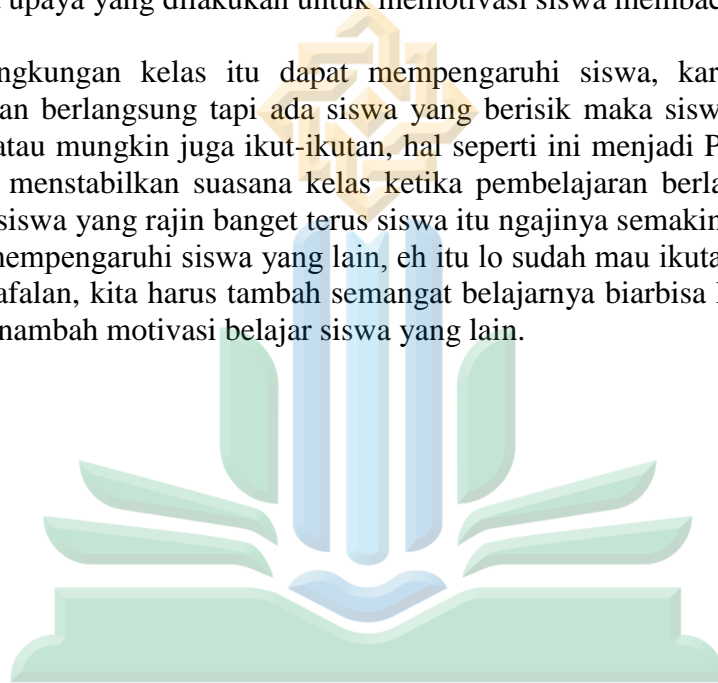 upaya yang dilakukan untuk memotivasi siswa membac
ngkungan kelas itu dapat mempengaruhi siswa, kar
an berlangsung tapi ada siswa yang berisik maka sisw
atau mungkin juga ikut-ikutan, hal seperti ini menjadi P
menstabilkan suasana kelas ketika pembelajaran berla
siswa yang rajin banget terus siswa itu ngajinya semakin
mempengaruhi siswa yang lain, eh itu lo sudah mau ikuta
afalan, kita harus tambah semangat belajarnya biarbisa
nambah motivasi belajar siswa yang lain.